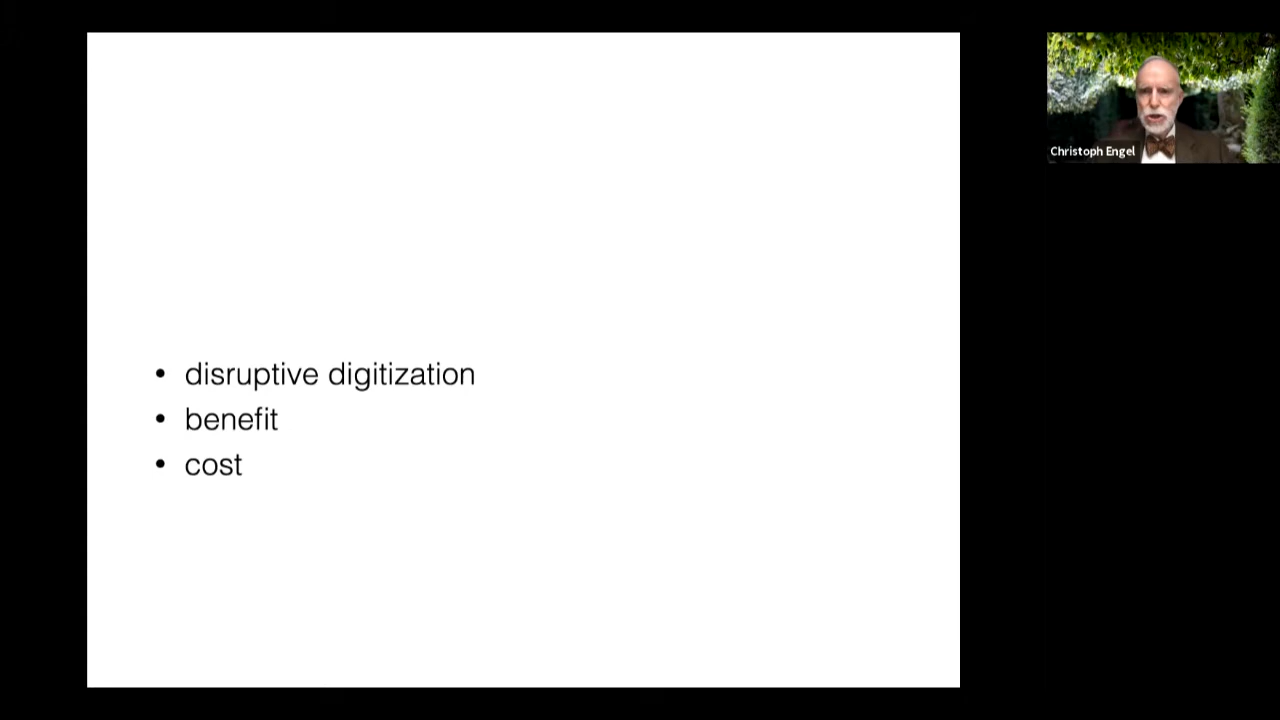 • disruptive digitization
• benefit
• cost
Christoph Engel